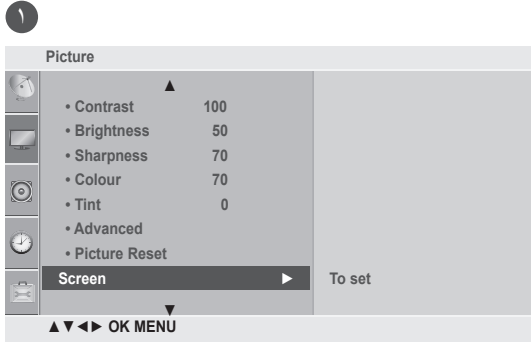 ١
Picture
▲
• Contrast 100
• Brightness 50
• Sharpness 70
• Colour 70
• Tint 0
• Advanced
• Picture Reset
Screen ► To set
▼
▲▼◄► OK MENU